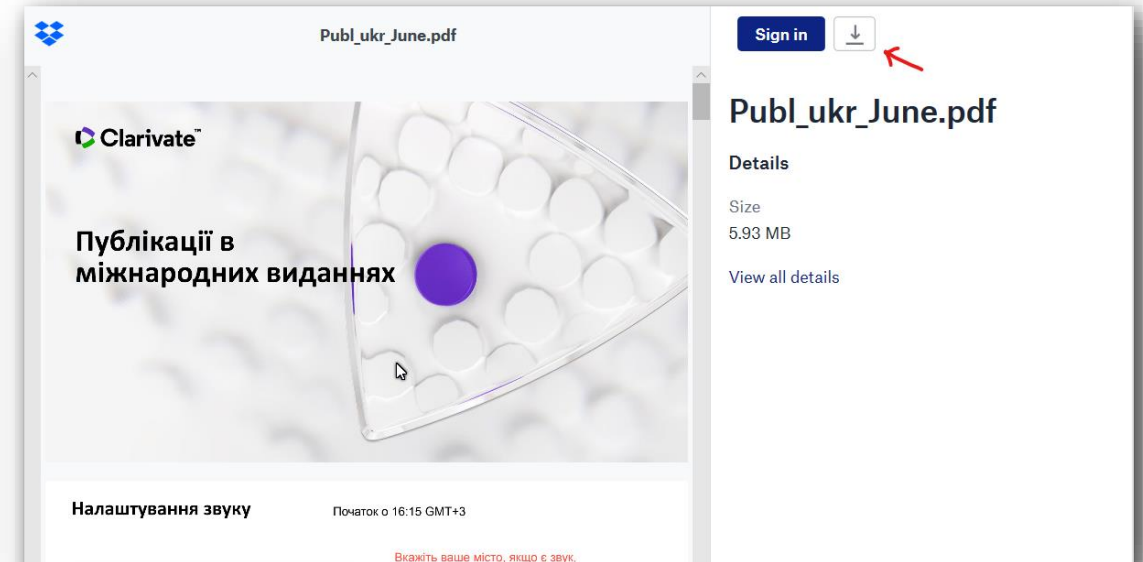 Publ_ukr_June.pdf
Sign in
Clarivate™
Публікації в
міжнародних виданнях
Налаштування звуку
Початок о 16:15 GMT+3
Вкажіть ваше місто, якщо є звук.
Publ_ukr_June.pdf
Details
Size
5.93 MB
View all details